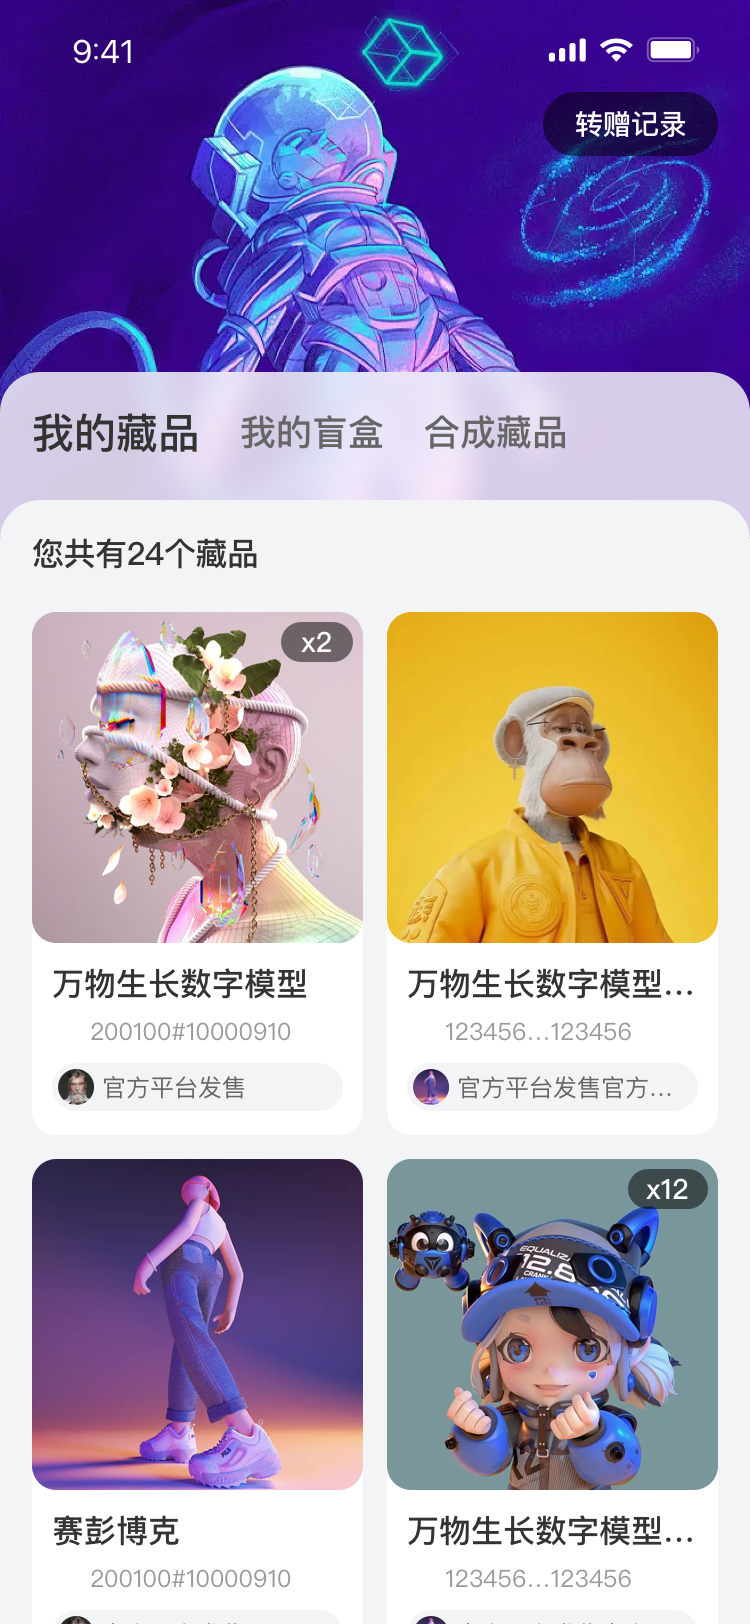 9:41
转赠记录
我的藏品 我的盲盒 合成藏品
您共有24个藏品
x2
万物生长数字模型
200100#10000910
官方平台发售
万物生长数字模型...
123456...123456
官方平台发售官方...
赛彭博克
200100#10000910
x12
EQUALIZ
12.8
万物生长数字模型...
123456...123456